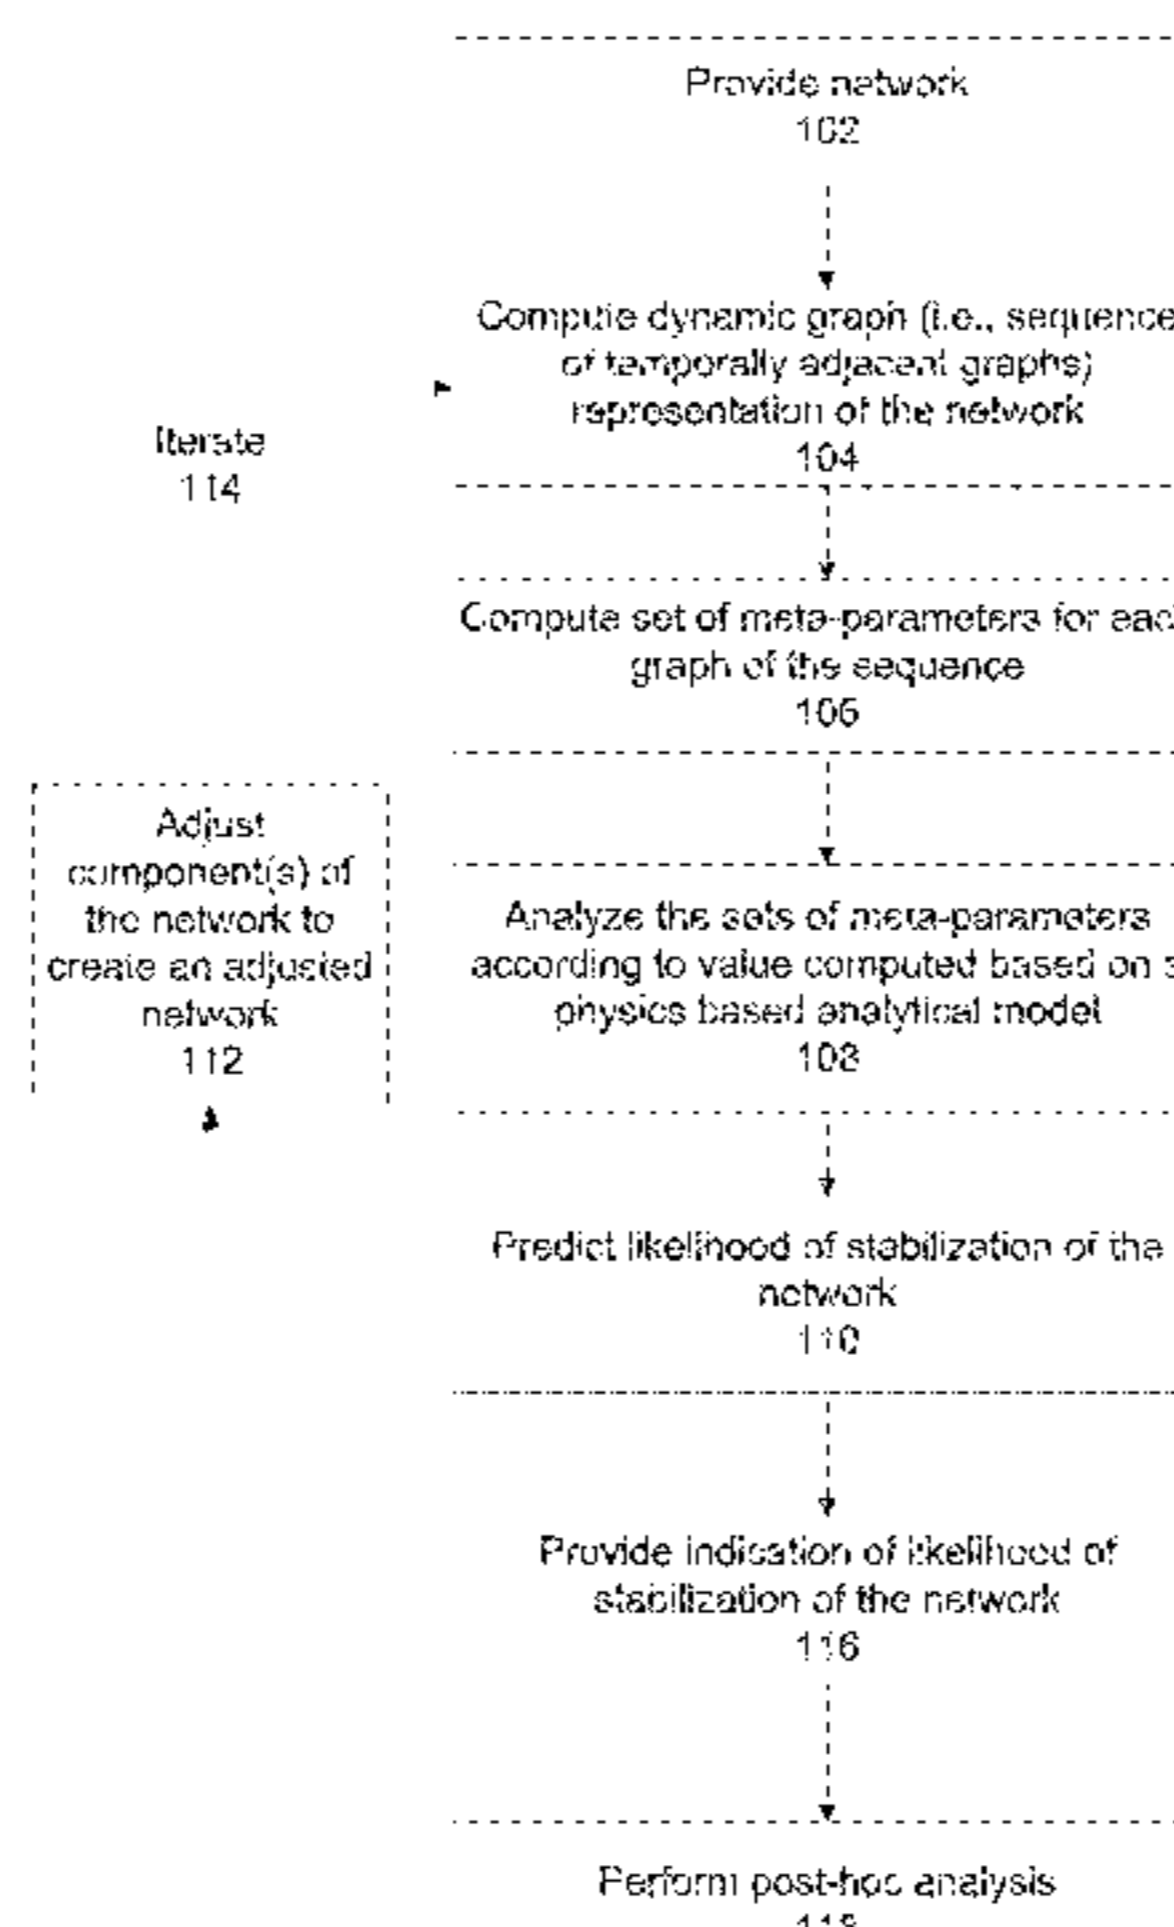 Provide network
102
Compute dynamic graph (i.e., sequence
of temporally adjacent graphs)
representation of the network
104
Iterate
114
Compute set of meta-parameters for
graph of the sequence
106
Adjust
component(s) of
the network to
create an adjusted
network
112
Analyze the sets of meta-parameters
according to value computed based on
physics based analytical model
108
Predict likelihood of stabilization of the
network
110
Provide indication of likelihood of
stabilization of the network
116
Perform post-hoc analysis